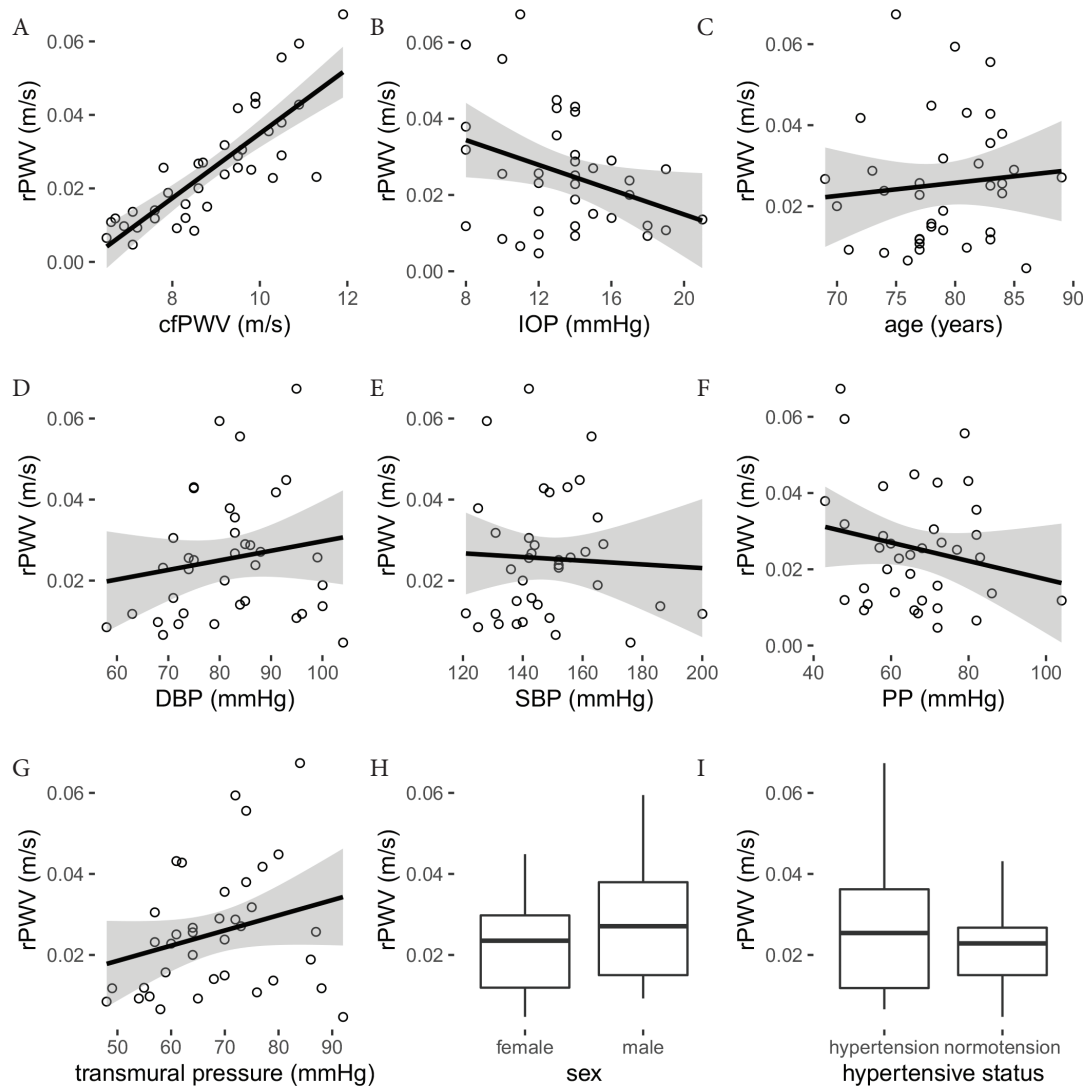 A
B
C
rPWV (m/s)
0.06
0.04
0.02
0.00
8
10
12
cfPWV (m/s)
rPWV (m/s)
0.06
0.04
0.02
0.00
8
12
16
20
IOP (mmHg)
rPWV (m/s)
0.06
0.04
0.02
70
75
80
85
90
age (years)
D
E
F
rPWV (m/s)
0.06
0.04
0.02
60
70
80
90
100
DBP (mmHg)
rPWV (m/s)
0.06
0.04
0.02
120
140
160
180
200
SBP (mmHg)
rPWV (m/s)
0.06
0.04
0.02
0.00
40
60
80
100
PP (mmHg)
G
H
I
rPWV (m/s)
0.06
0.04
0.02
50
60
70
80
90
transmural pressure (mmHg)
rPWV (m/s)
0.06
0.04
0.02
female
male
sex
rPWV (m/s)
0.06
0.04
0.02
hypertension
normotension
hypertensive status